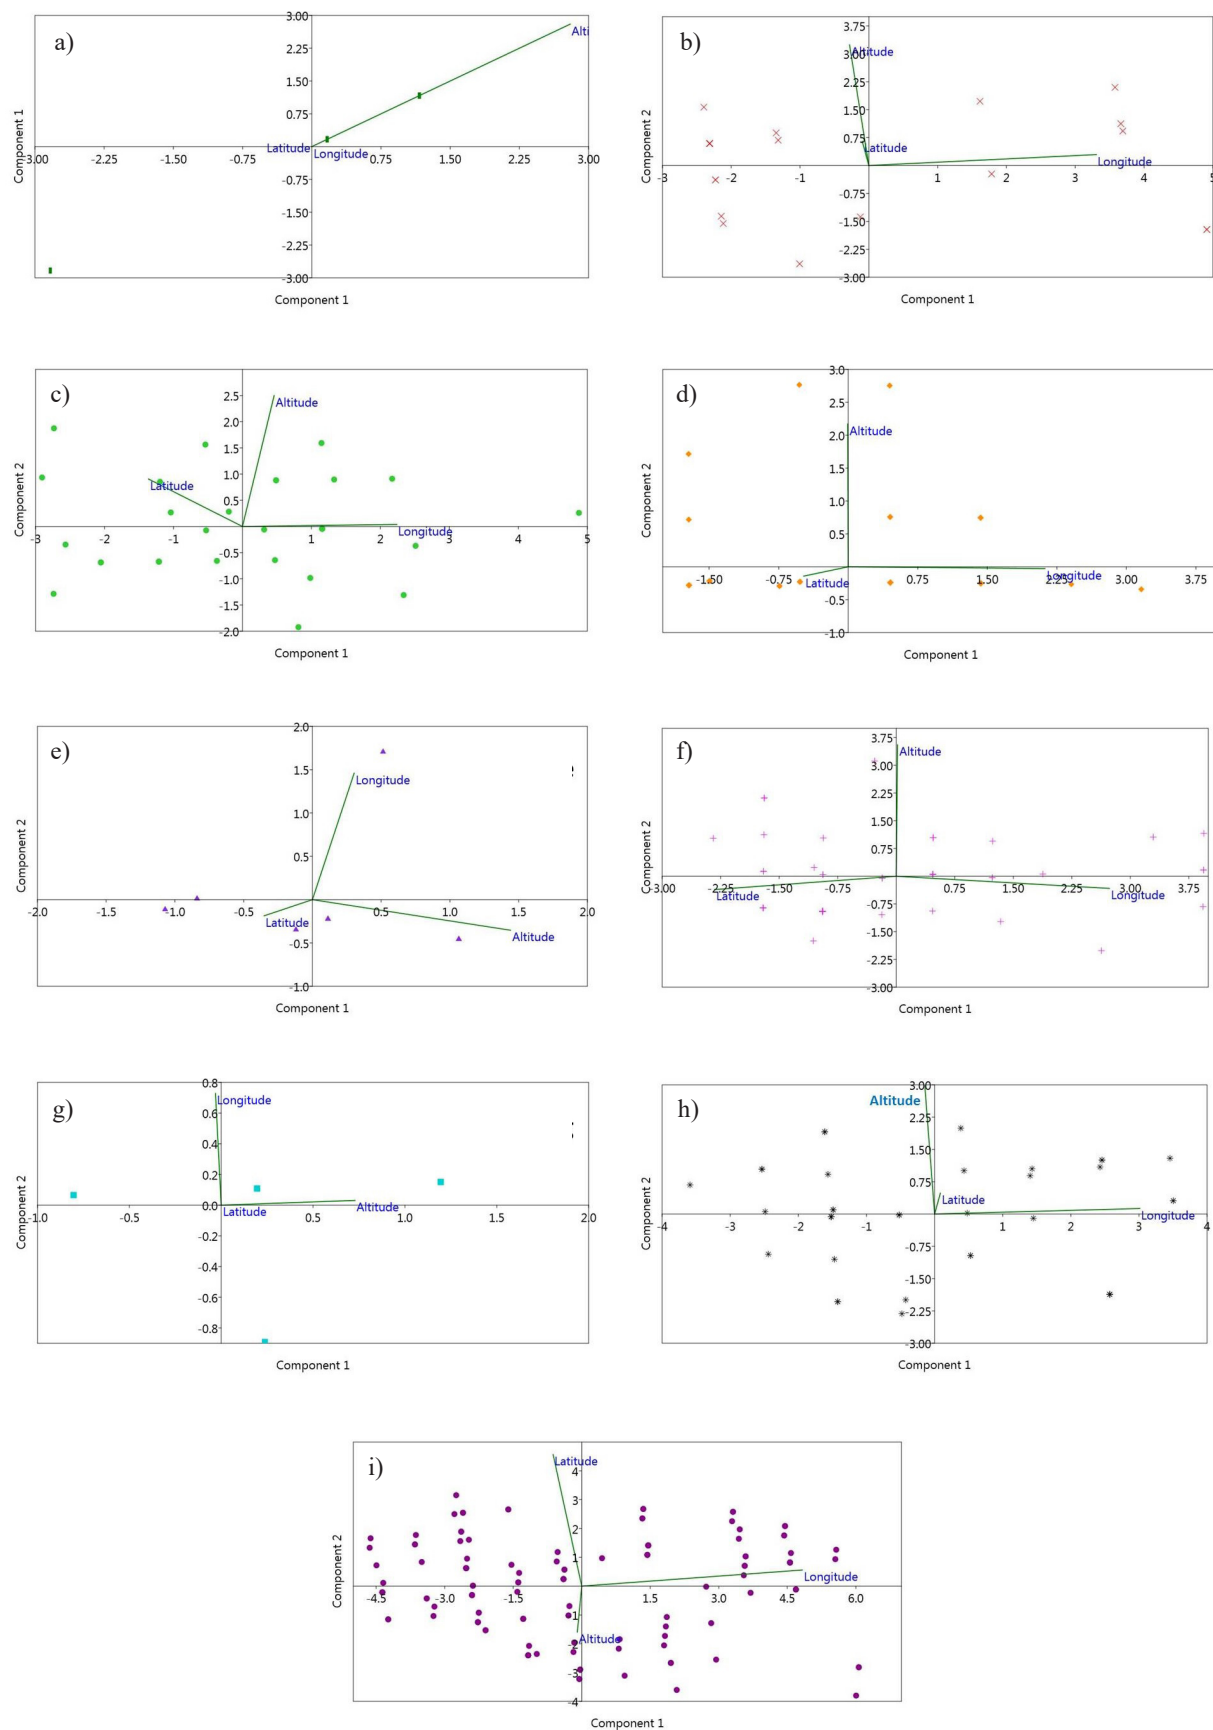 a)
3.00
2.25
1.50
0.75
-0.75
-1.50
-2.25
-3.00
Alti
Latitude
Longitude
-3.00 -2.25 -1.50 -0.75 0.75 1.50 2.25 3.00
Component 1
Component 1
b)
3.75
3.00
2.25
1.50
0.75
-0.75
-1.50
-2.25
-3.00
Altitude
Latitude
Longitude
-3 -2 -1 1 2 3 4 5
Component 2
Component 1
c)
2.5
2.0
1.5
1.0
0.5
-0.5
-1.0
-1.5
-2.0
Altitude
Latitude
Longitude
-3 -2 -1 1 2 3 4 5
Component 2
Component 1
d)
3.0
2.5
2.0
1.5
1.0
0.5
-0.5
-1.0
Altitude
Latitude
Longitude
-1.50 -0.75 0.75 1.50 2.25 3.00 3.75
Component 2
Component 1
e)
2.0
1.5
1.0
0.5
-0.5
-1.0
Longitude
Latitude
Altitude
-2.0 -1.5 -1.0 -0.5 0.5 1.0 1.5 2.0
Component 2
Component 1
f)
3.75
3.00
2.25
1.50
0.75
-0.75
-1.50
-2.25
-3.00
Altitude
Latitude
Longitude
-3.00 -2.25 -1.50 -0.75 0.75 1.50 2.25 3.00 3.75
Component 2
Component 1
g)
0.8
0.6
0.4
0.2
0.0
-0.2
-0.4
-0.6
-0.8
Longitude
Latitude
Altitude
-1.0 -0.5 0.5 1.0 1.5 2.0
Component 2
Component 1
h)
3.00
2.25
1.50
0.75
-0.75
-1.50
-2.25
-3.00
Altitude
Latitude
Longitude
-4 -3 -2 -1 1 2 3 4
Component 2
Component 1
i)
4
3
2
1
-1
-2
-3
-4
Latitude
Longitude
Altitude
-4.5 -3.0 -1.5 1.5 3.0 4.5 6.0
Component 2
Component 1